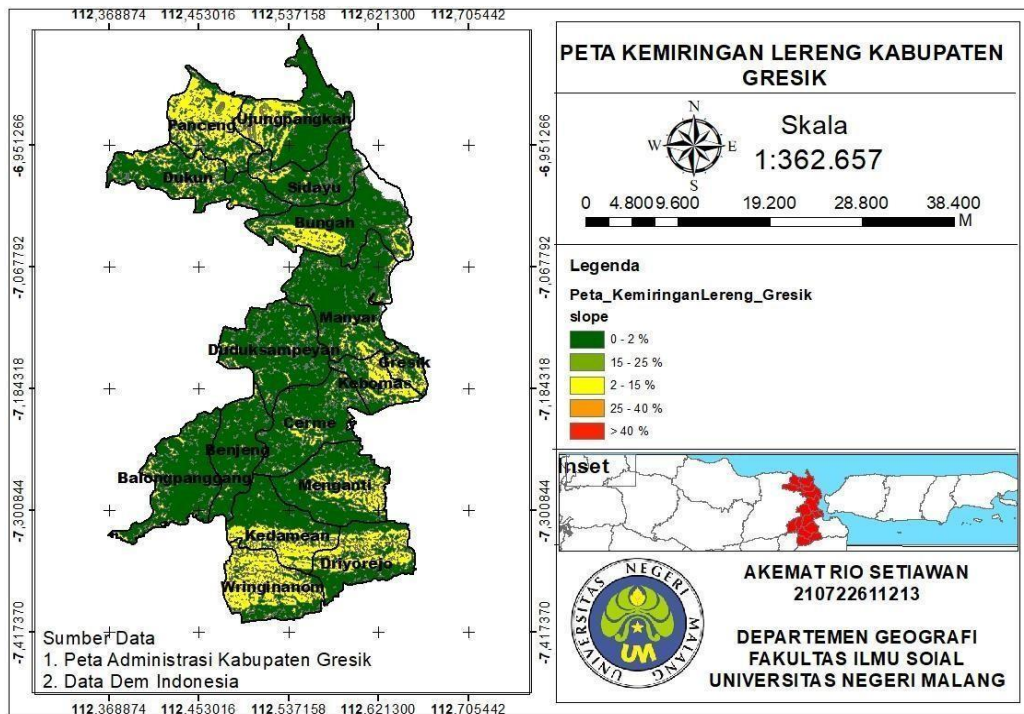 112,368874 112,453016 112,537158 112,621300 112,705442
-6,951266
-7,067792
-7,184318
-7,300844
-7,417370
Panceng
Ujungpangkah
Dukun
Sidayu
Bungah
Manyar
Duduksampeyan
Gresik
Kebomas
Cerme
Benjeng
Balongpanggang
Menganti
Kedamean
Driyorejo
Wringinanom
Sumber Data
1. Peta Administrasi Kabupaten Gresik
2. Data Dem Indonesia
-6,951266
-7,067792
-7,184318
-7,300844
-7,417370
112,368874 112,453016 112,537158 112,621300 112,705442
PETA KEMIRINGAN LERENG KABUPATEN
GRESIK
N
W E
S
Skala
1:362.657
0 4.800 9.600 19.200 28.800 38.400
M
Legenda
Peta_KemiringanLereng_Gresik
slope
0 - 2 %
15 - 25 %
2 - 15 %
25 - 40 %
> 40 %
Inset
UNIVERSITAS NEGERI MALANG
UM
AKEMAT RIO SETIAWAN
210722611213
DEPARTEMEN GEOGRAFI
FAKULTAS ILMU SOIAL
UNIVERSITAS NEGERI MALANG